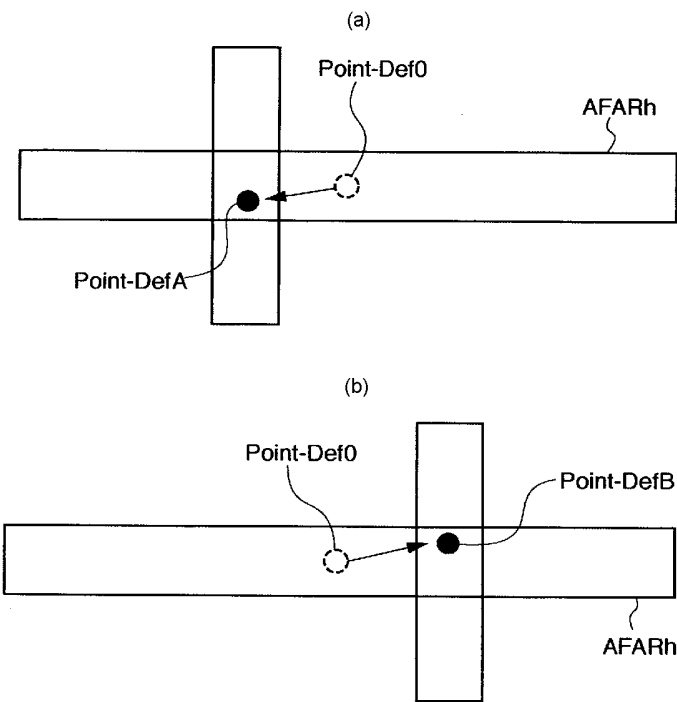 (a)
Point-Def0
AFARh
Point-DefA
(b)
Point-Def0
Point-DefB
AFARh